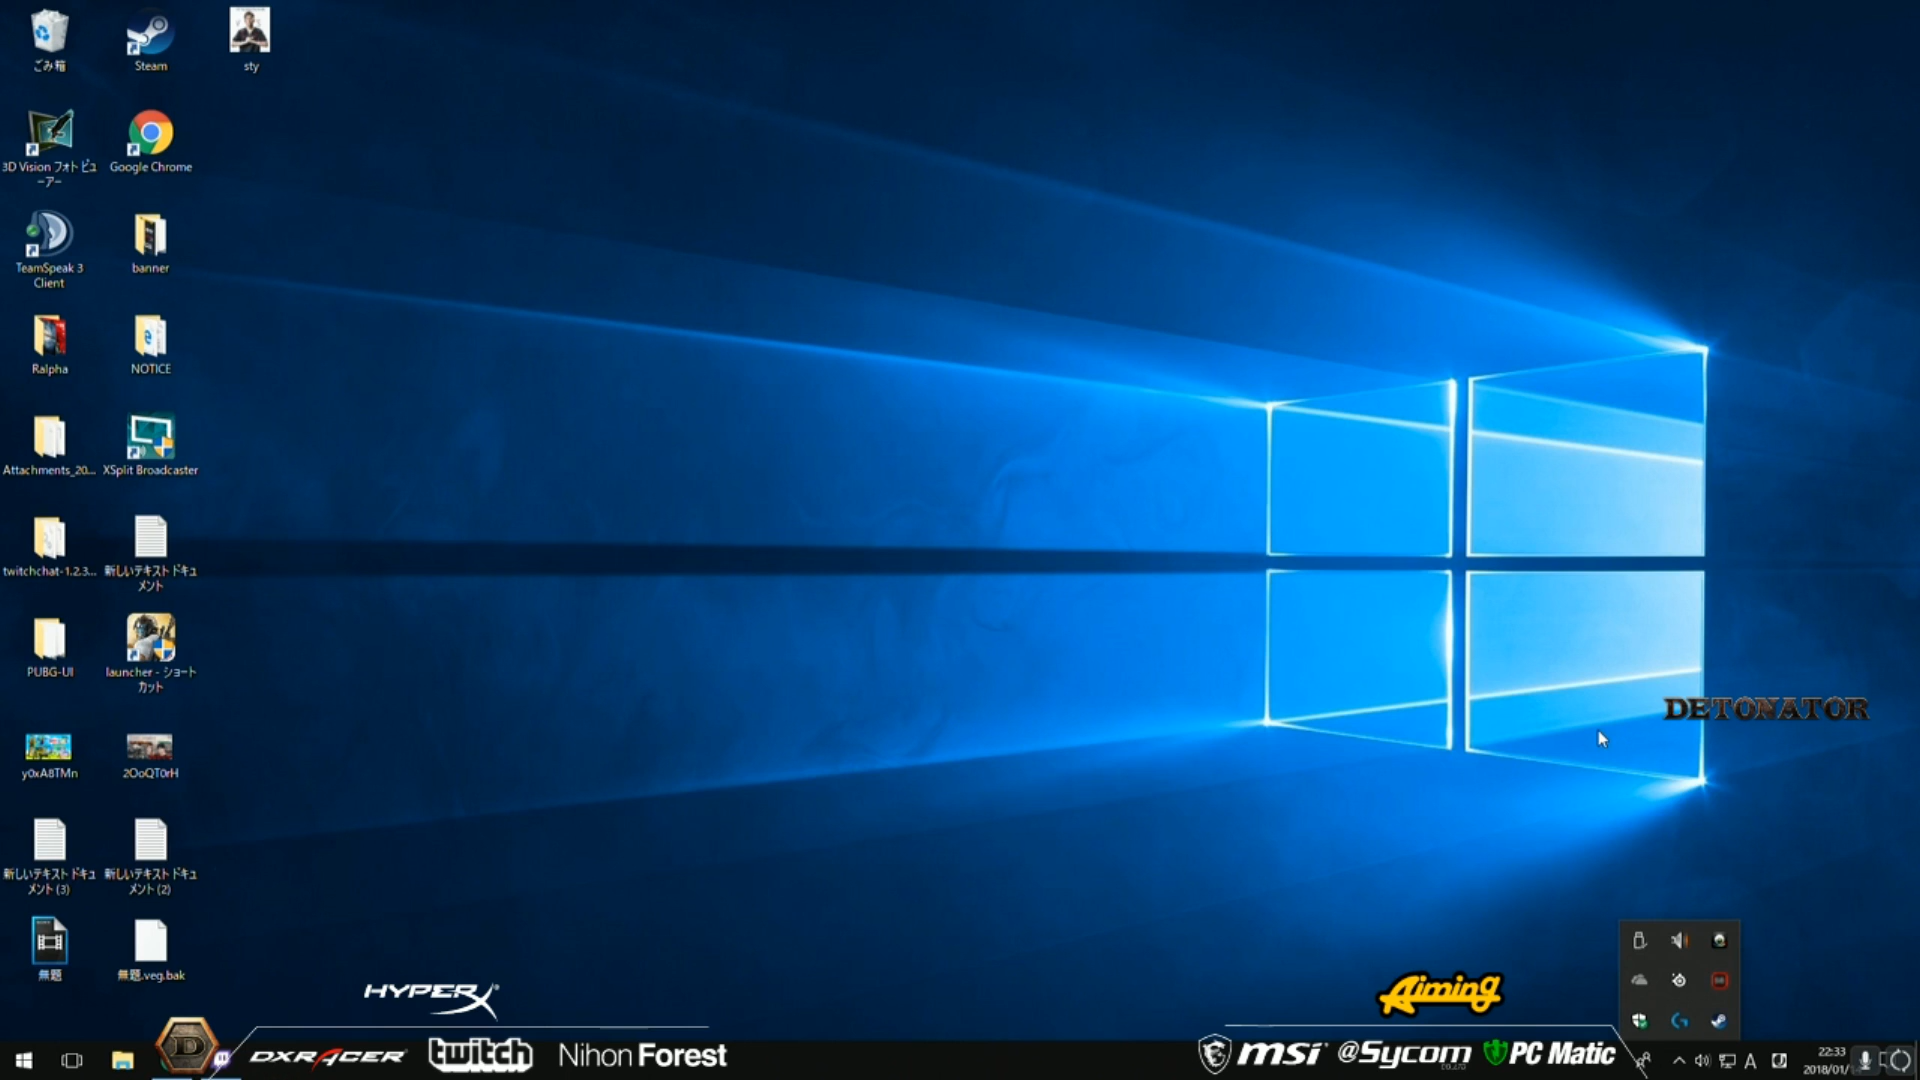 ごみ箱
Steam
sty
3D Vision フォト ビュ
ーアー
Google Chrome
TeamSpeak 3
Client
banner
Ralpha
NOTICE
Attachments_20...
XSplit Broadcaster
twitchchat-1.2.3...
新しいテキスト ドキュ
メント
PUBG-UI
launcher - ショート
カット
DETONATOR
y0xA8TMn
2OoQT0rH
新しいテキスト ドキュ
メント (3)
新しいテキスト ドキュ
メント (2)
無題
無題.veg.bak
HYPERX
Aiming
D
DXRACER
twitch
Nihon Forest
msi
@Sycom
PC Matic
A
22:33
2018/01/